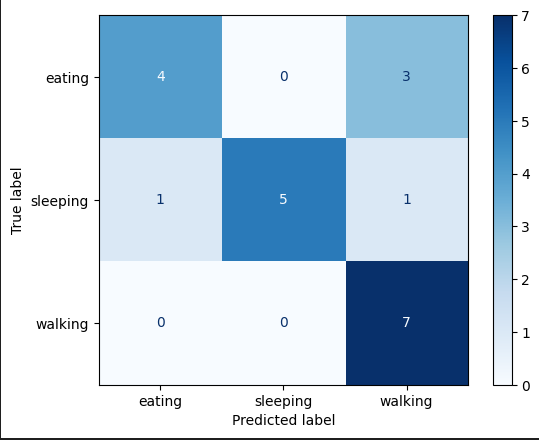 7
eating 4 0 3
6
5
sleeping 1 5 1
4
3
2
walking 0 0 7
1
0
True label
eating sleeping walking
Predicted label